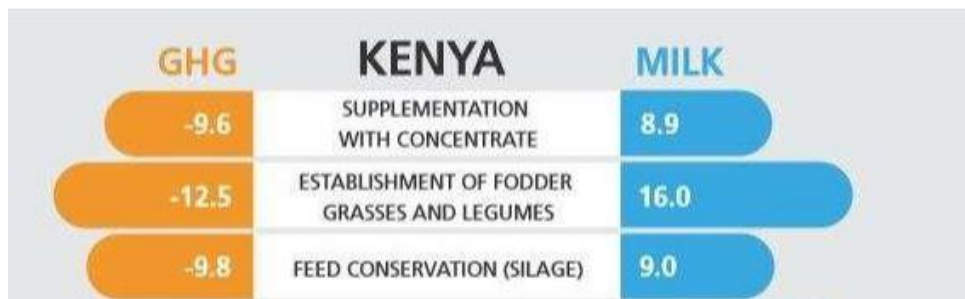 GHG KENYA MILK
-9.6 SUPPLEMENTATION 8.9
WITH CONCENTRATE
-12.5 ESTABLISHMENT OF FODDER 16.0
GRASSES AND LEGUMES
-9.8 FEED CONSERVATION (SILAGE) 9.0